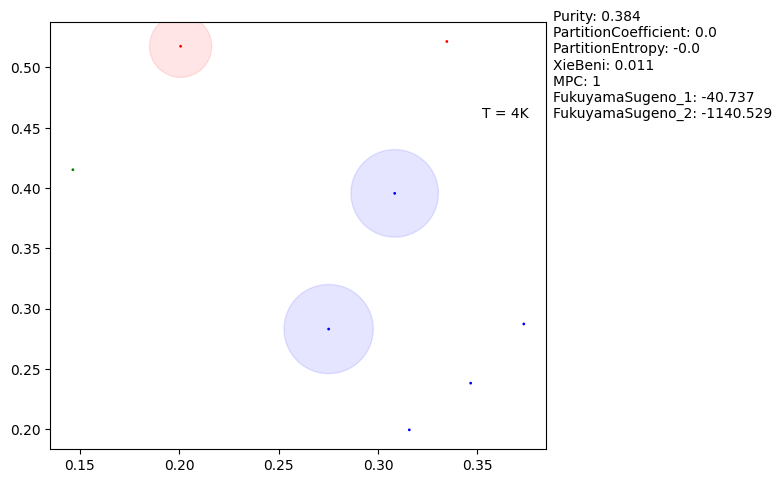 Purity: 0.384
PartitionCoefficient: 0.0
PartitionEntropy: -0.0
XieBeni: 0.011
MPC: 1
FukuyamaSugeno_1: -40.737
FukuyamaSugeno_2: -1140.529
T = 4K
0.50
0.45
0.40
0.35
0.30
0.25
0.20
0.15 0.20 0.25 0.30 0.35